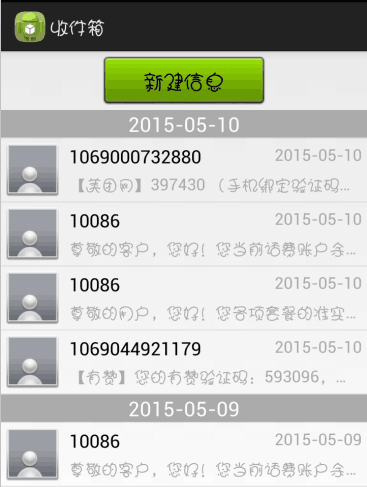 收件箱
新建信息
2015-05-10
1069000732880 2015-05-10
【美团网】397430 (手机绑定验证码...
10086 2015-05-10
尊敬的客户，您好！您当前话费账户余...
10086 2015-05-10
尊敬的用户，您好！您各项套餐的准实...
1069044921179 2015-05-10
【有赞】您的有赞验证码：593096，...
2015-05-09
10086 2015-05-09
尊敬的客户，您好！您当前话费账户余...